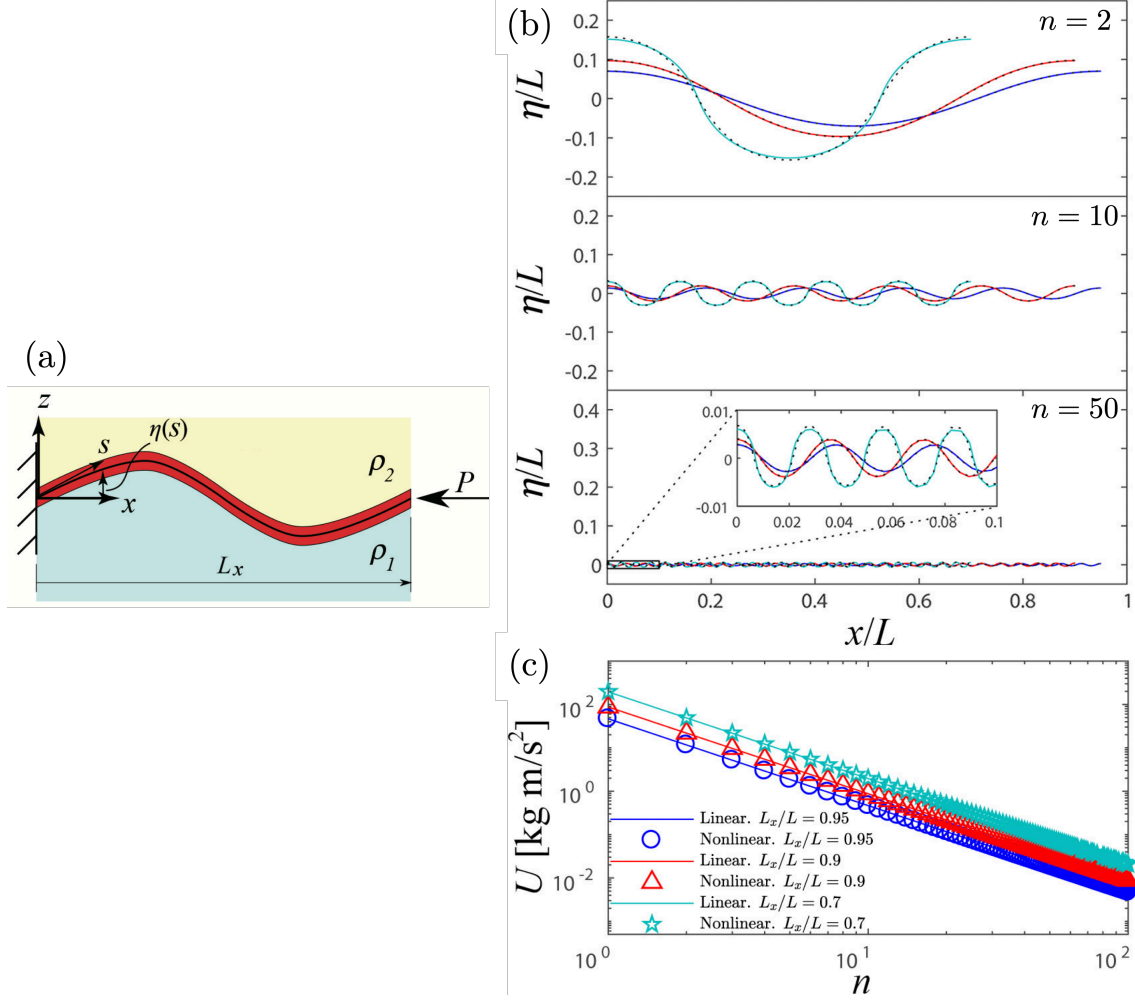 (a)
z
s
η(s)
ρ2
x
P
ρ1
Lx
(b)
n = 2
η/L
0.2
0.1
0
-0.1
-0.2
n = 10
η/L
0.2
0.1
0
-0.1
-0.2
n = 50
η/L
0.4
0.3
0.2
0.1
0
0.01
0
-0.01
0 0.02 0.04 0.06 0.08 0.1
0 0.2 0.4 0.6 0.8 1
x/L
(c)
U [kg m/s²]
10²
10⁰
10⁻²
Linear. Lx/L = 0.95
Nonlinear. Lx/L = 0.95
Linear. Lx/L = 0.9
Nonlinear. Lx/L = 0.9
Linear. Lx/L = 0.7
Nonlinear. Lx/L = 0.7
10⁰ 10¹ 10²
n